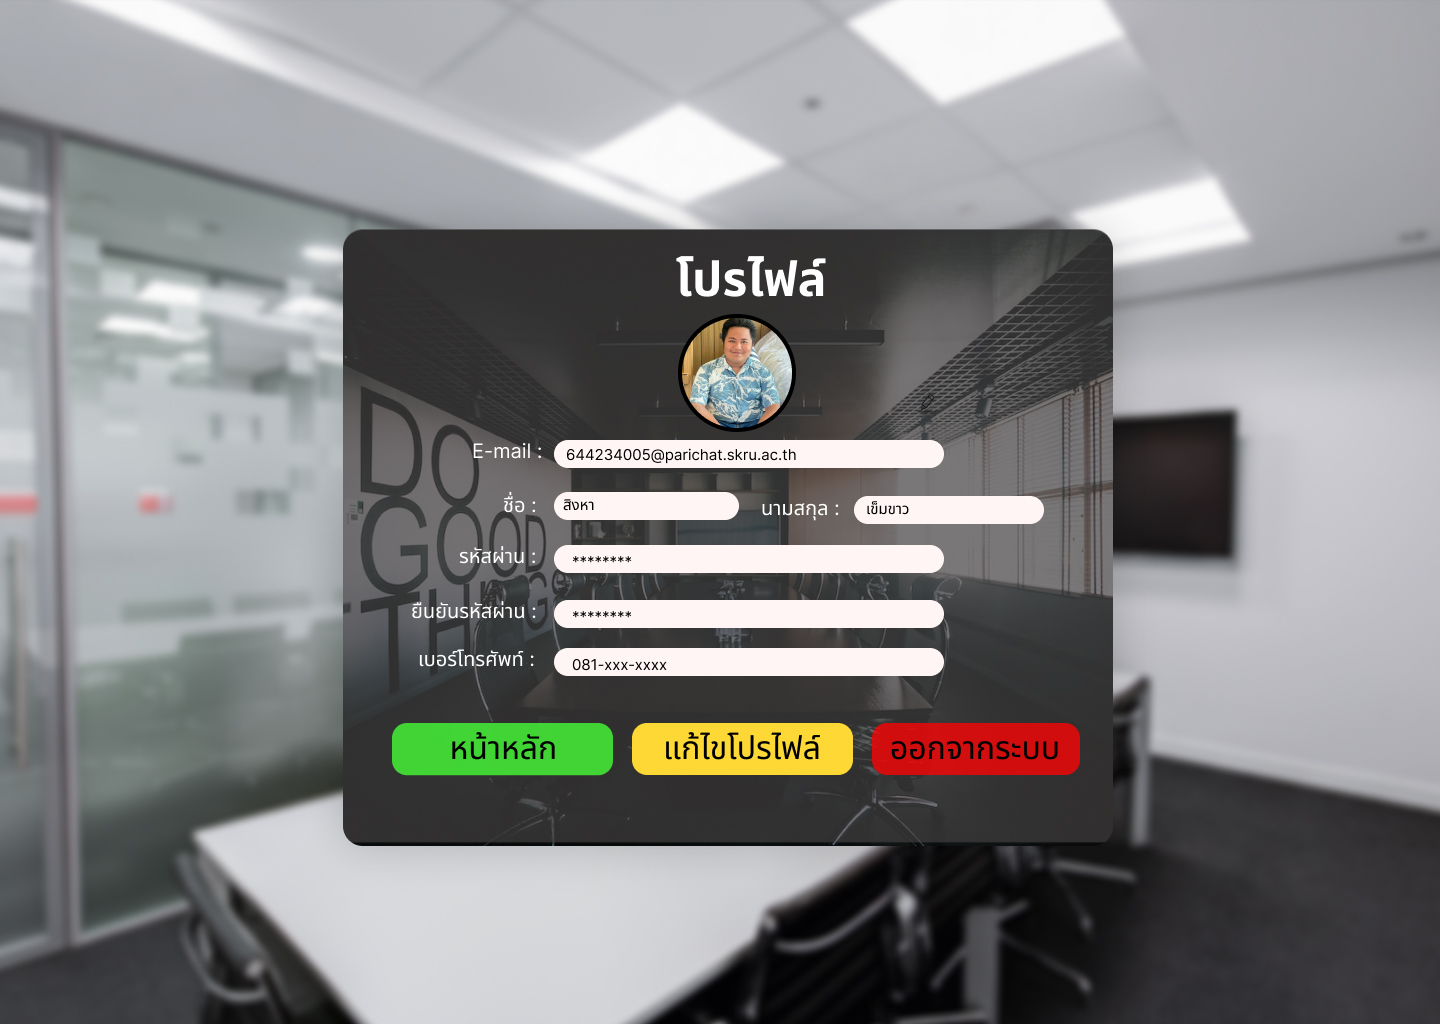 โปรไฟล์
E-mail : 644234005@parichat.skru.ac.th
ชื่อ : สิงหา นามสกุล : เข็มขาว
รหัสผ่าน : ********
ยืนยันรหัสผ่าน : ********
เบอร์โทรศัพท์ : 081-xxx-xxxx
หน้าหลัก แก้ไขโปรไฟล์ ออกจากระบบ
DO
GOOD
THINGS